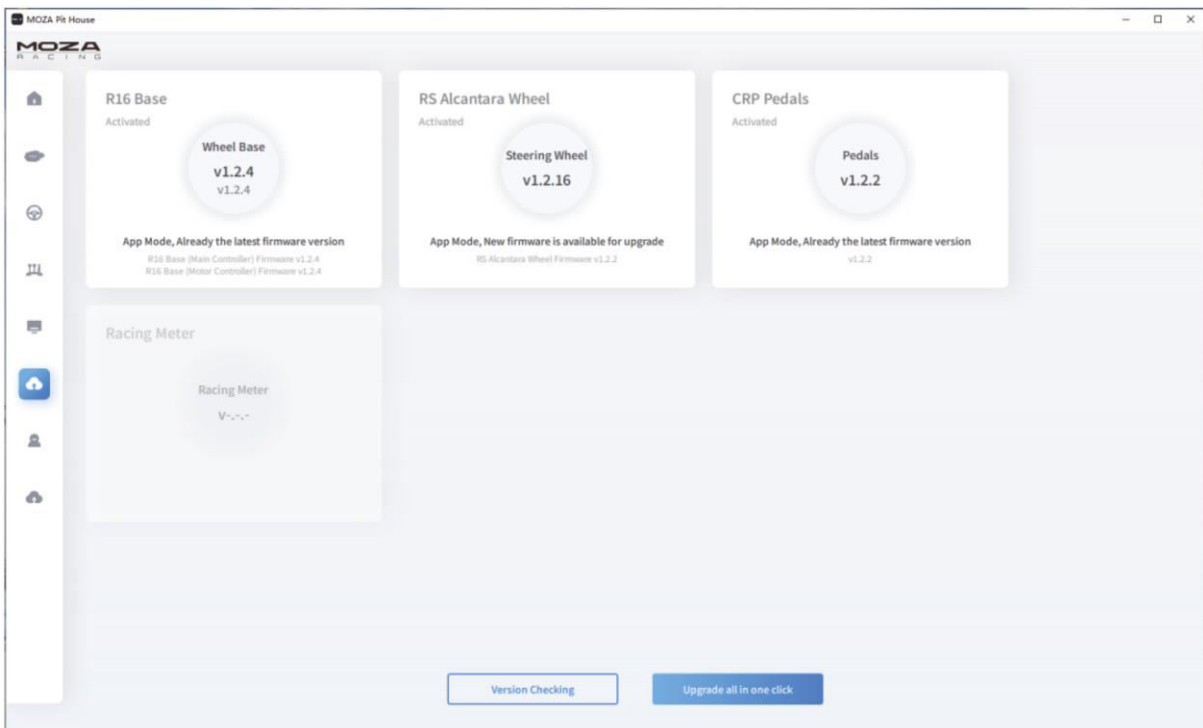 MOZA Pit House
MOZA
RACING
R16 Base
Activated
Wheel Base
v1.2.4
v1.2.4
App Mode, Already the latest firmware version
R16 Base (Main Controller) Firmware v1.2.4
R16 Base (Motor Controller) Firmware v1.2.4
RS Alcantara Wheel
Activated
Steering Wheel
v1.2.16
App Mode, New firmware is available for upgrade
RS Alcantara Wheel Firmware v1.2.2
CRP Pedals
Activated
Pedals
v1.2.2
App Mode, Already the latest firmware version
v1.2.2
Racing Meter
Racing Meter
v-.-.-
Version Checking
Upgrade all in one click